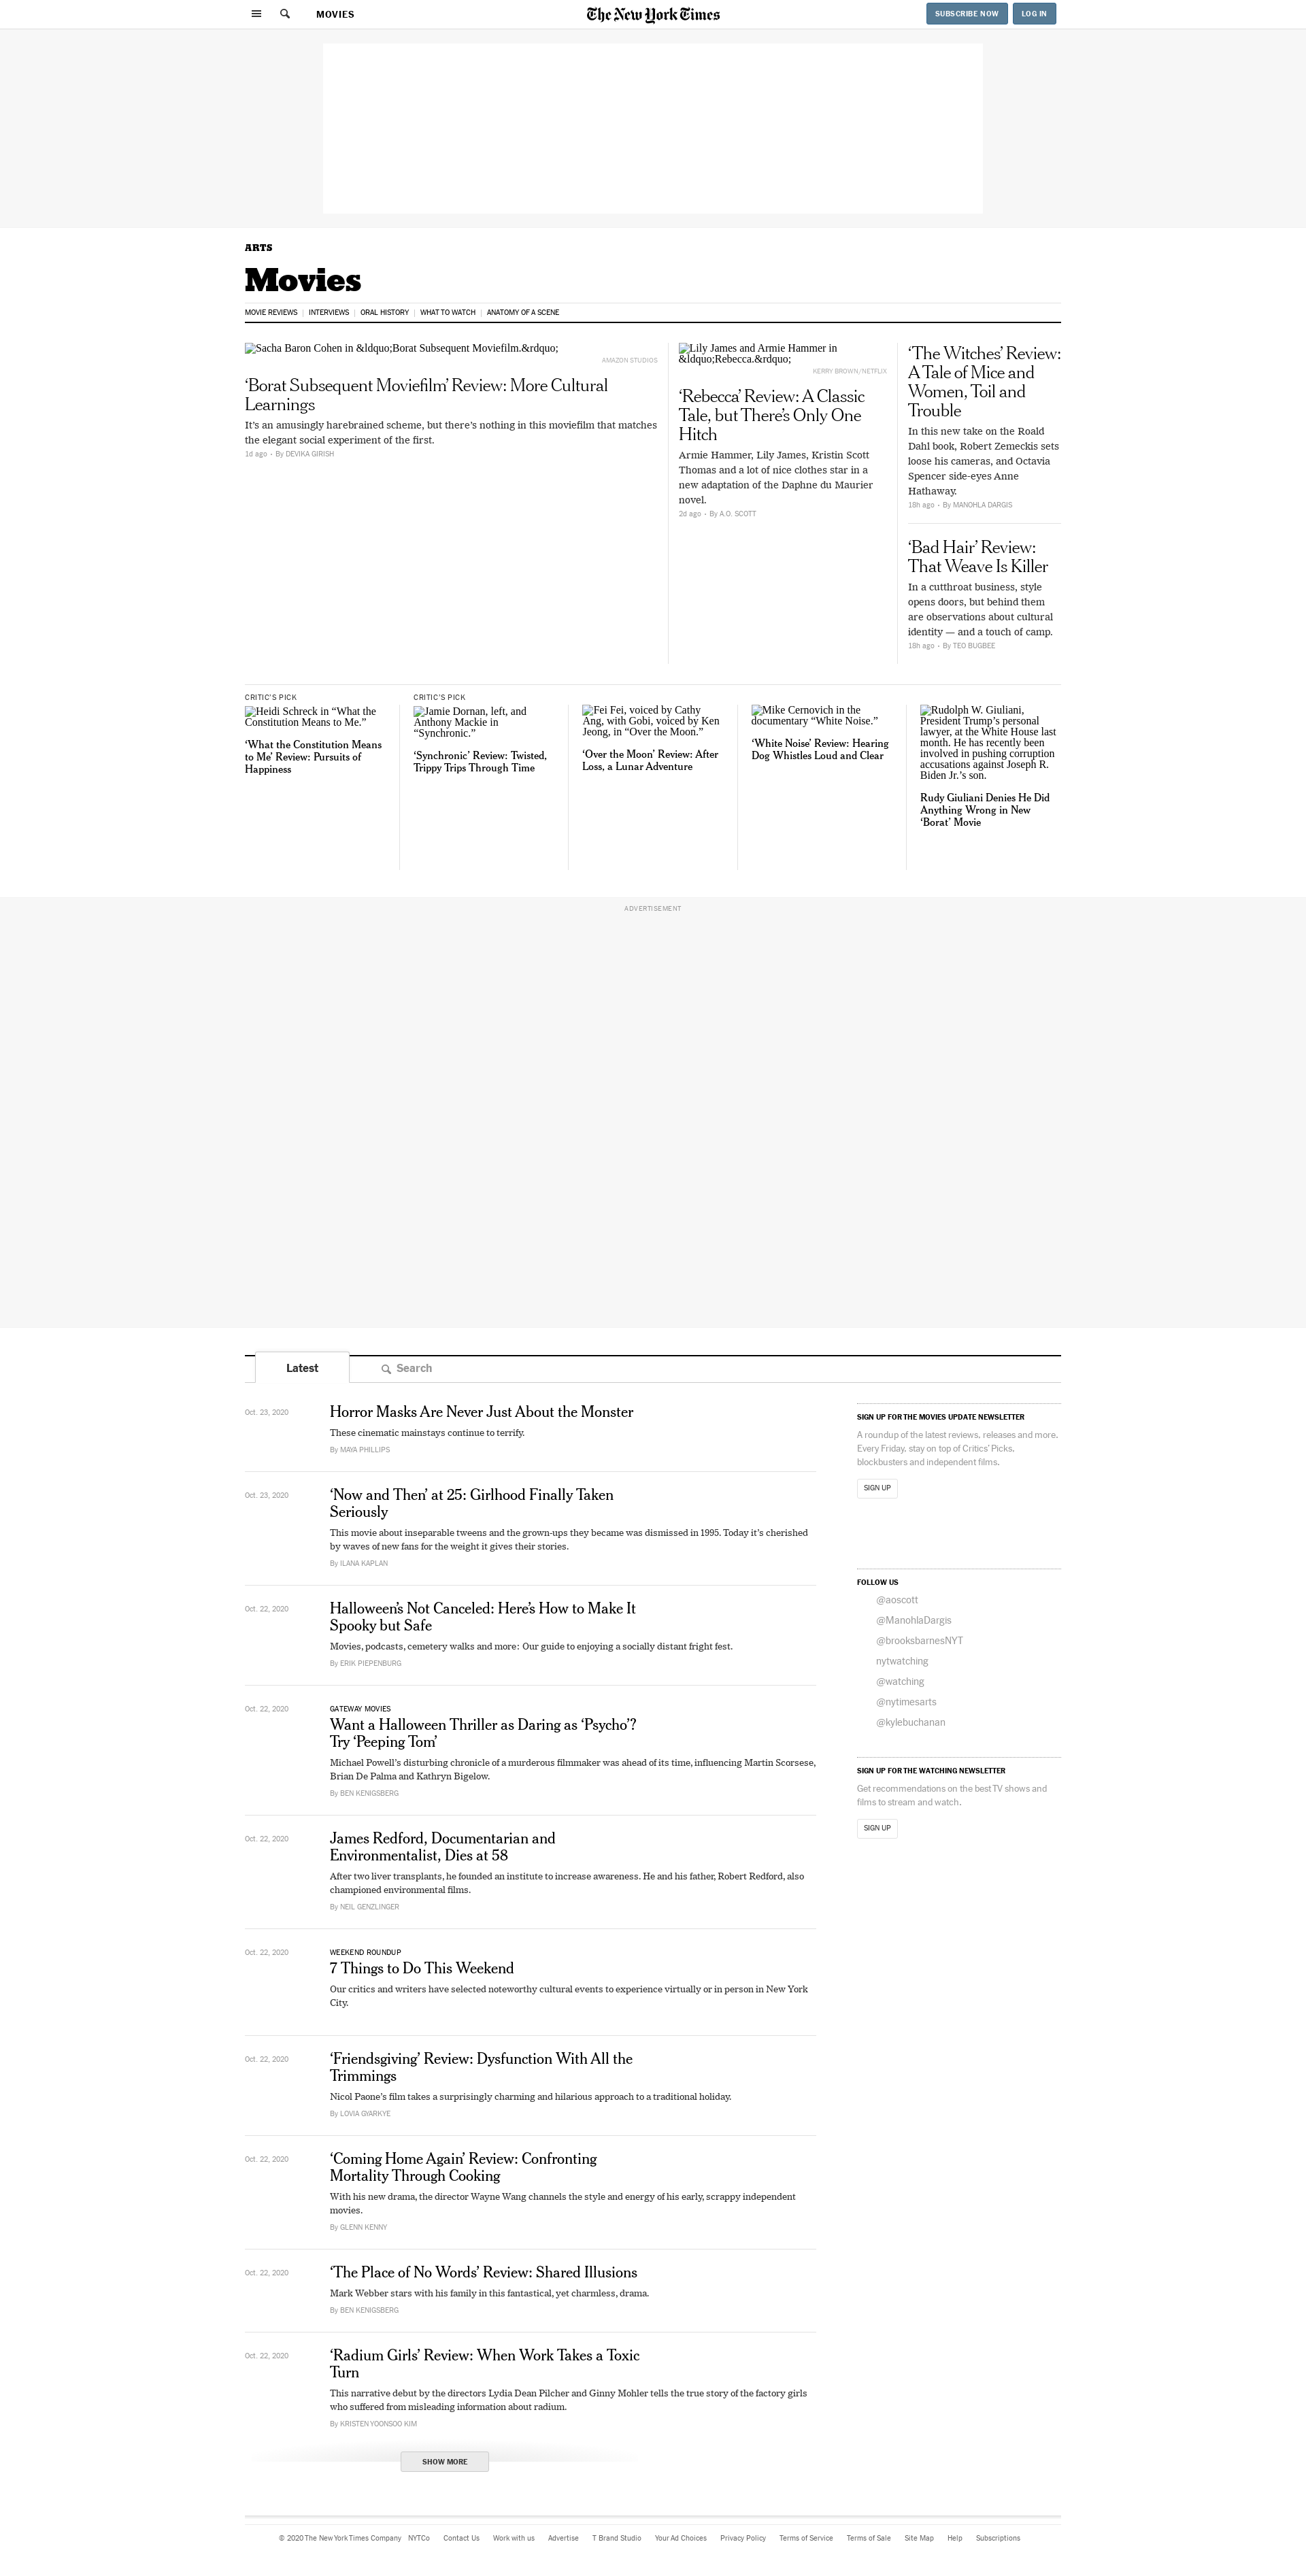 MOVIES
The New York Times
SUBSCRIBE NOW
LOG IN
ARTS
Movies
MOVIE REVIEWS
INTERVIEWS
ORAL HISTORY
WHAT TO WATCH
ANATOMY OF A SCENE
Sacha Baron Cohen in &ldquo;Borat Subsequent Moviefilm.&rdquo;
AMAZON STUDIOS
‘Borat Subsequent Moviefilm’ Review: More Cultural
Learnings
It’s an amusingly harebrained scheme, but there’s nothing in this moviefilm that matches
the elegant social experiment of the first.
1d ago • By DEVIKA GIRISH
Lily James and Armie Hammer in
&ldquo;Rebecca.&rdquo;
KERRY BROWN/NETFLIX
‘Rebecca’ Review: A Classic
Tale, but There’s Only One
Hitch
Armie Hammer, Lily James, Kristin Scott
Thomas and a lot of nice clothes star in a
new adaptation of the Daphne du Maurier
novel.
2d ago • By A.O. SCOTT
‘The Witches’ Review:
A Tale of Mice and
Women, Toil and
Trouble
In this new take on the Roald
Dahl book, Robert Zemeckis sets
loose his cameras, and Octavia
Spencer side-eyes Anne
Hathaway.
18h ago • By MANOHLA DARGIS
‘Bad Hair’ Review:
That Weave Is Killer
In a cutthroat business, style
opens doors, but behind them
are observations about cultural
identity — and a touch of camp.
18h ago • By TEO BUGBEE
CRITIC’S PICK
Heidi Schreck in “What the
Constitution Means to Me.”
‘What the Constitution Means
to Me’ Review: Pursuits of
Happiness
CRITIC’S PICK
Jamie Dornan, left, and
Anthony Mackie in
“Synchronic.”
‘Synchronic’ Review: Twisted,
Trippy Trips Through Time
Fei Fei, voiced by Cathy
Ang, with Gobi, voiced by Ken
Jeong, in “Over the Moon.”
‘Over the Moon’ Review: After
Loss, a Lunar Adventure
Mike Cernovich in the
documentary “White Noise.”
‘White Noise’ Review: Hearing
Dog Whistles Loud and Clear
Rudolph W. Giuliani,
President Trump’s personal
lawyer, at the White House last
month. He has recently been
involved in pushing corruption
accusations against Joseph R.
Biden Jr.’s son.
Rudy Giuliani Denies He Did
Anything Wrong in New
‘Borat’ Movie
ADVERTISEMENT
Latest
Search
Oct. 23, 2020
Horror Masks Are Never Just About the Monster
These cinematic mainstays continue to terrify.
By MAYA PHILLIPS
Oct. 23, 2020
‘Now and Then’ at 25: Girlhood Finally Taken
Seriously
This movie about inseparable tweens and the grown-ups they became was dismissed in 1995. Today it’s cherished
by waves of new fans for the weight it gives their stories.
By ILANA KAPLAN
Oct. 22, 2020
Halloween’s Not Canceled: Here’s How to Make It
Spooky but Safe
Movies, podcasts, cemetery walks and more: Our guide to enjoying a socially distant fright fest.
By ERIK PIEPENBURG
Oct. 22, 2020
GATEWAY MOVIES
Want a Halloween Thriller as Daring as ‘Psycho’?
Try ‘Peeping Tom’
Michael Powell’s disturbing chronicle of a murderous filmmaker was ahead of its time, influencing Martin Scorsese,
Brian De Palma and Kathryn Bigelow.
By BEN KENIGSBERG
Oct. 22, 2020
James Redford, Documentarian and
Environmentalist, Dies at 58
After two liver transplants, he founded an institute to increase awareness. He and his father, Robert Redford, also
championed environmental films.
By NEIL GENZLINGER
Oct. 22, 2020
WEEKEND ROUNDUP
7 Things to Do This Weekend
Our critics and writers have selected noteworthy cultural events to experience virtually or in person in New York
City.
Oct. 22, 2020
‘Friendsgiving’ Review: Dysfunction With All the
Trimmings
Nicol Paone’s film takes a surprisingly charming and hilarious approach to a traditional holiday.
By LOVIA GYARKYE
Oct. 22, 2020
‘Coming Home Again’ Review: Confronting
Mortality Through Cooking
With his new drama, the director Wayne Wang channels the style and energy of his early, scrappy independent
movies.
By GLENN KENNY
Oct. 22, 2020
‘The Place of No Words’ Review: Shared Illusions
Mark Webber stars with his family in this fantastical, yet charmless, drama.
By BEN KENIGSBERG
Oct. 22, 2020
‘Radium Girls’ Review: When Work Takes a Toxic
Turn
This narrative debut by the directors Lydia Dean Pilcher and Ginny Mohler tells the true story of the factory girls
who suffered from misleading information about radium.
By KRISTEN YOONSOO KIM
SHOW MORE
SIGN UP FOR THE MOVIES UPDATE NEWSLETTER
A roundup of the latest reviews, releases and more.
Every Friday, stay on top of Critics’ Picks,
blockbusters and independent films.
SIGN UP
FOLLOW US
@aoscott
@ManohlaDargis
@brooksbarnesNYT
nytwatching
@watching
@nytimesarts
@kylebuchanan
SIGN UP FOR THE WATCHING NEWSLETTER
Get recommendations on the best TV shows and
films to stream and watch.
SIGN UP
© 2020 The New York Times Company NYTCo Contact Us Work with us Advertise T Brand Studio Your Ad Choices Privacy Policy Terms of Service Terms of Sale Site Map Help Subscriptions